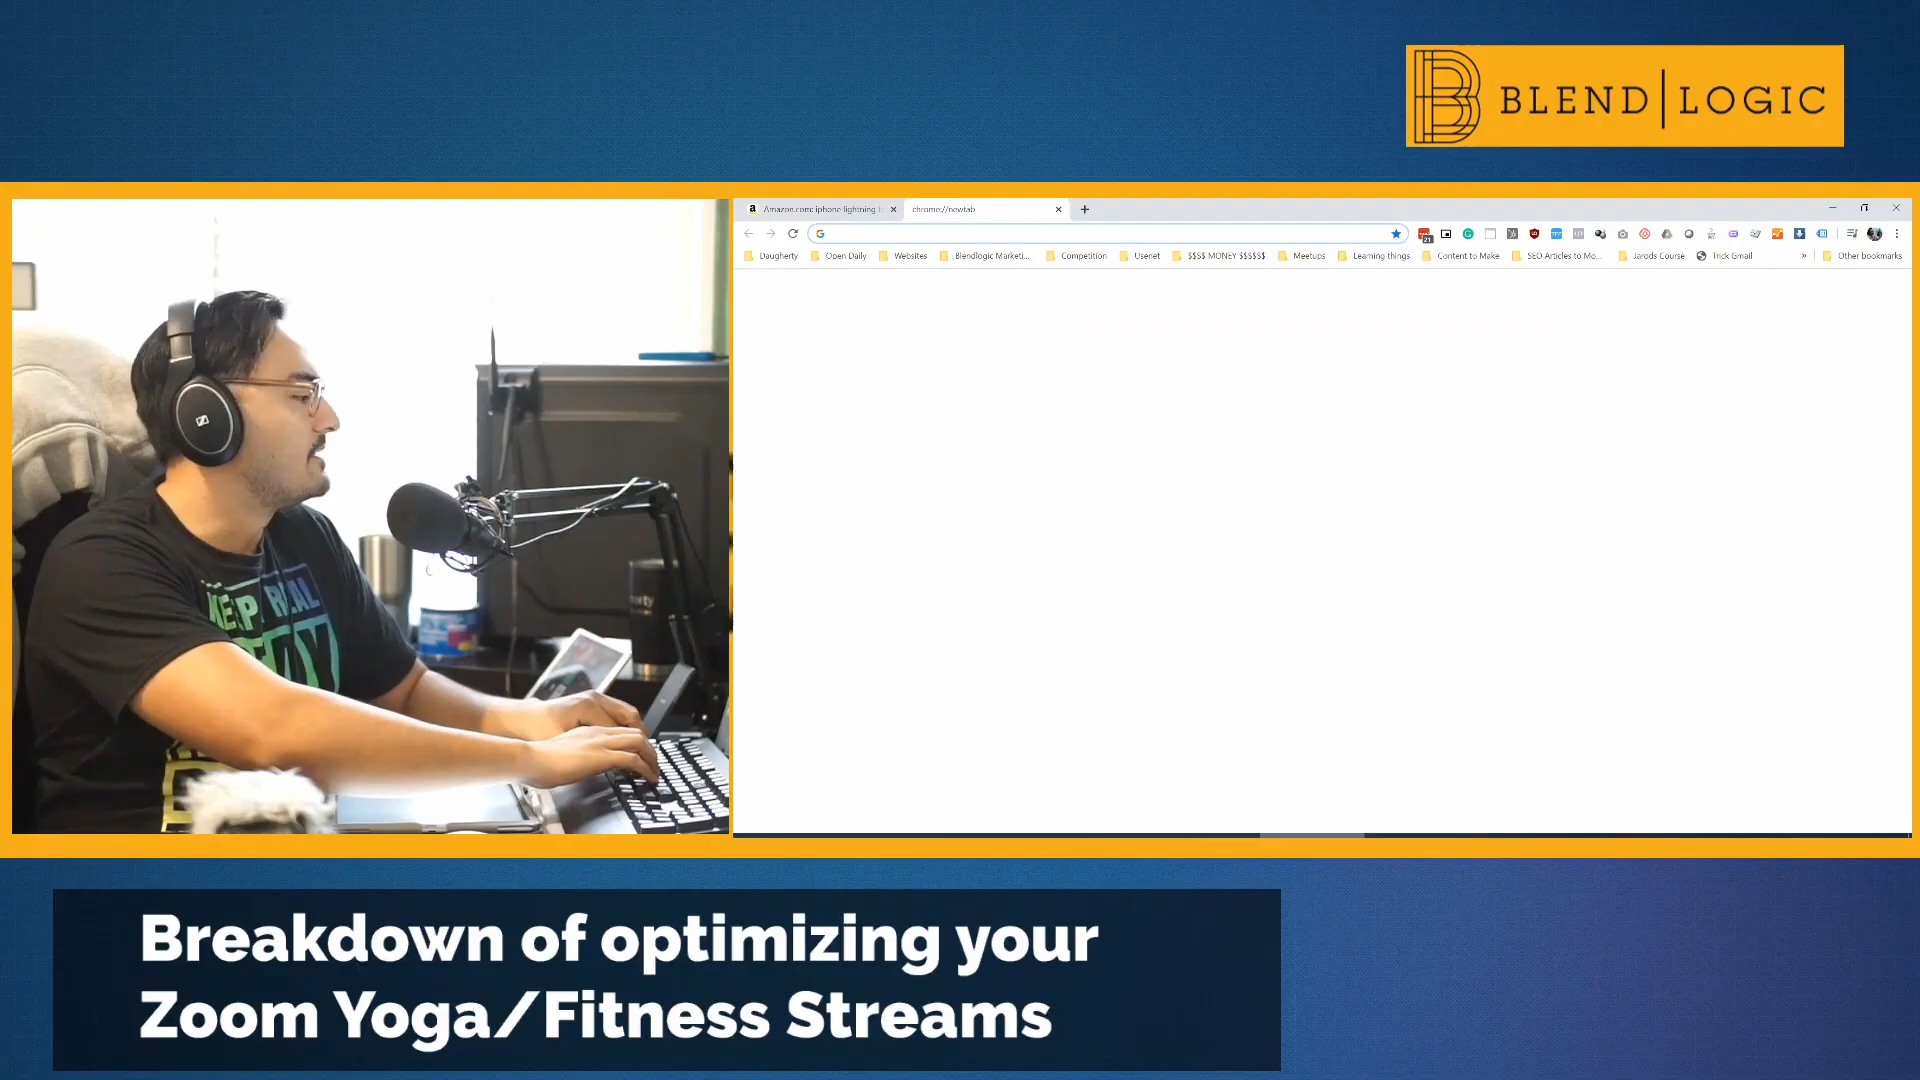 BLEND|LOGIC
Amazon.com: iphone lightning t
chrome://newtab
Daugherty Open Daily Websites Blendlogic Marketi... Competition Usenet $$$$ MONEY $$$$$$ Meetups Learning things Content to Make SEO Articles to Mo... Jarods Course Trick Gmail » Other bookmarks
KEEP REAL
Breakdown of optimizing your
Zoom Yoga/Fitness Streams